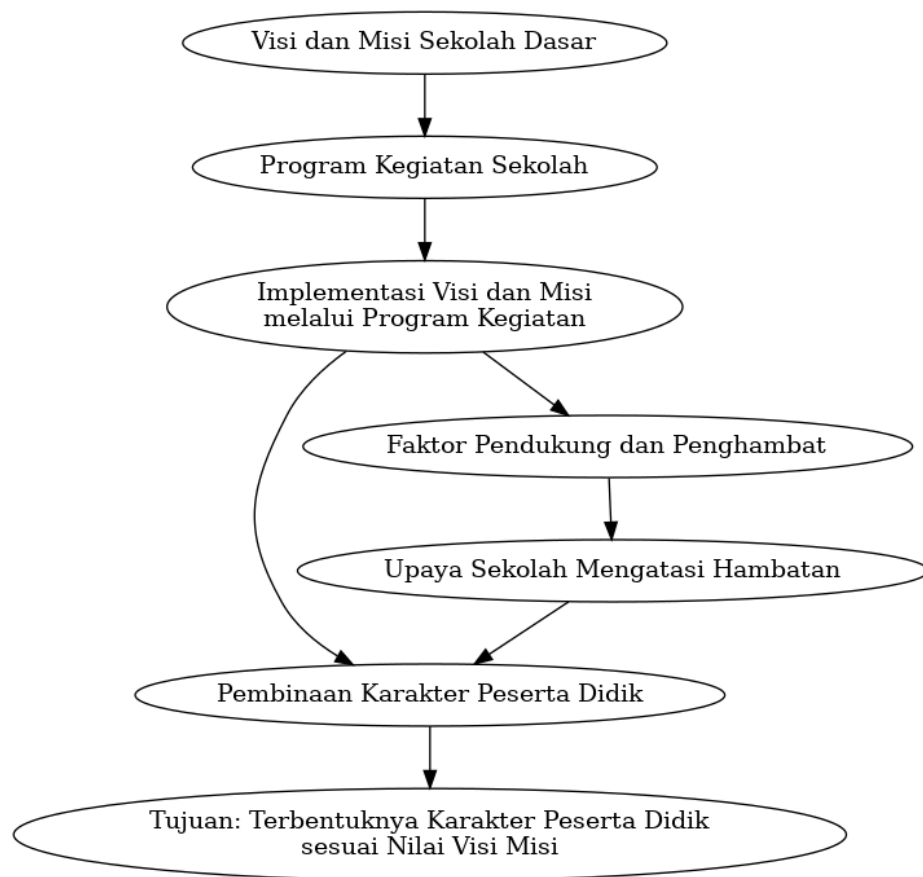 Visi dan Misi Sekolah Dasar
Program Kegiatan Sekolah
Implementasi Visi dan Misi
melalui Program Kegiatan
Faktor Pendukung dan Penghambat
Upaya Sekolah Mengatasi Hambatan
Pembinaan Karakter Peserta Didik
Tujuan: Terbentuknya Karakter Peserta Didik
sesuai Nilai Visi Misi